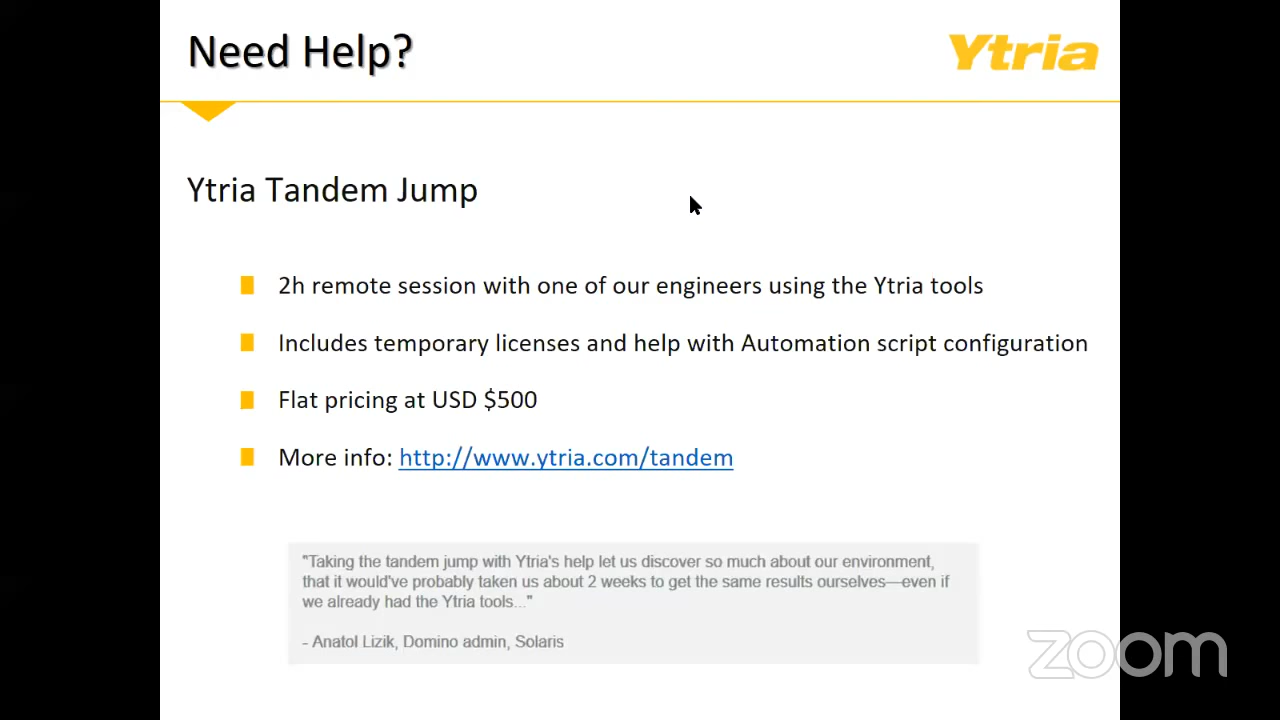 Need Help?
Ytria
Ytria Tandem Jump
2h remote session with one of our engineers using the Ytria tools
Includes temporary licenses and help with Automation script configuration
Flat pricing at USD $500
More info: http://www.ytria.com/tandem
"Taking the tandem jump with Ytria's help let us discover so much about our environment,
that it would've probably taken us about 2 weeks to get the same results ourselves—even if
we already had the Ytria tools..."
- Anatol Lizik, Domino admin, Solaris
zoom